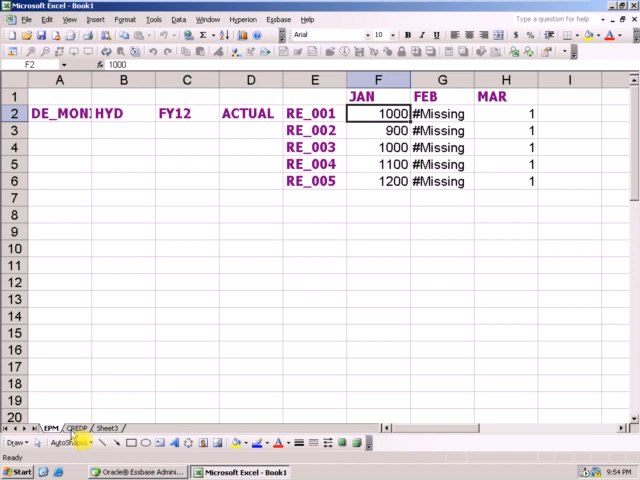 Microsoft Excel - Book1
File Edit View Insert Format Tools Data Window Hyperion Essbase Help
Type a question for help
Arial 10 B I U
F2 fx 1000
A B C D E F G H I
1 JAN FEB MAR
2 DE_MON HYD FY12 ACTUAL RE_001 1000 #Missing 1
3 RE_002 900 #Missing 1
4 RE_003 1000 #Missing 1
5 RE_004 1100 #Missing 1
6 RE_005 1200 #Missing 1
7
8
9
10
11
12
13
14
15
16
17
18
19
20
EPM CREDP Sheet3
Draw AutoShapes
Ready
Start Oracle® Essbase Admini... Microsoft Excel - Book1 9:54 PM